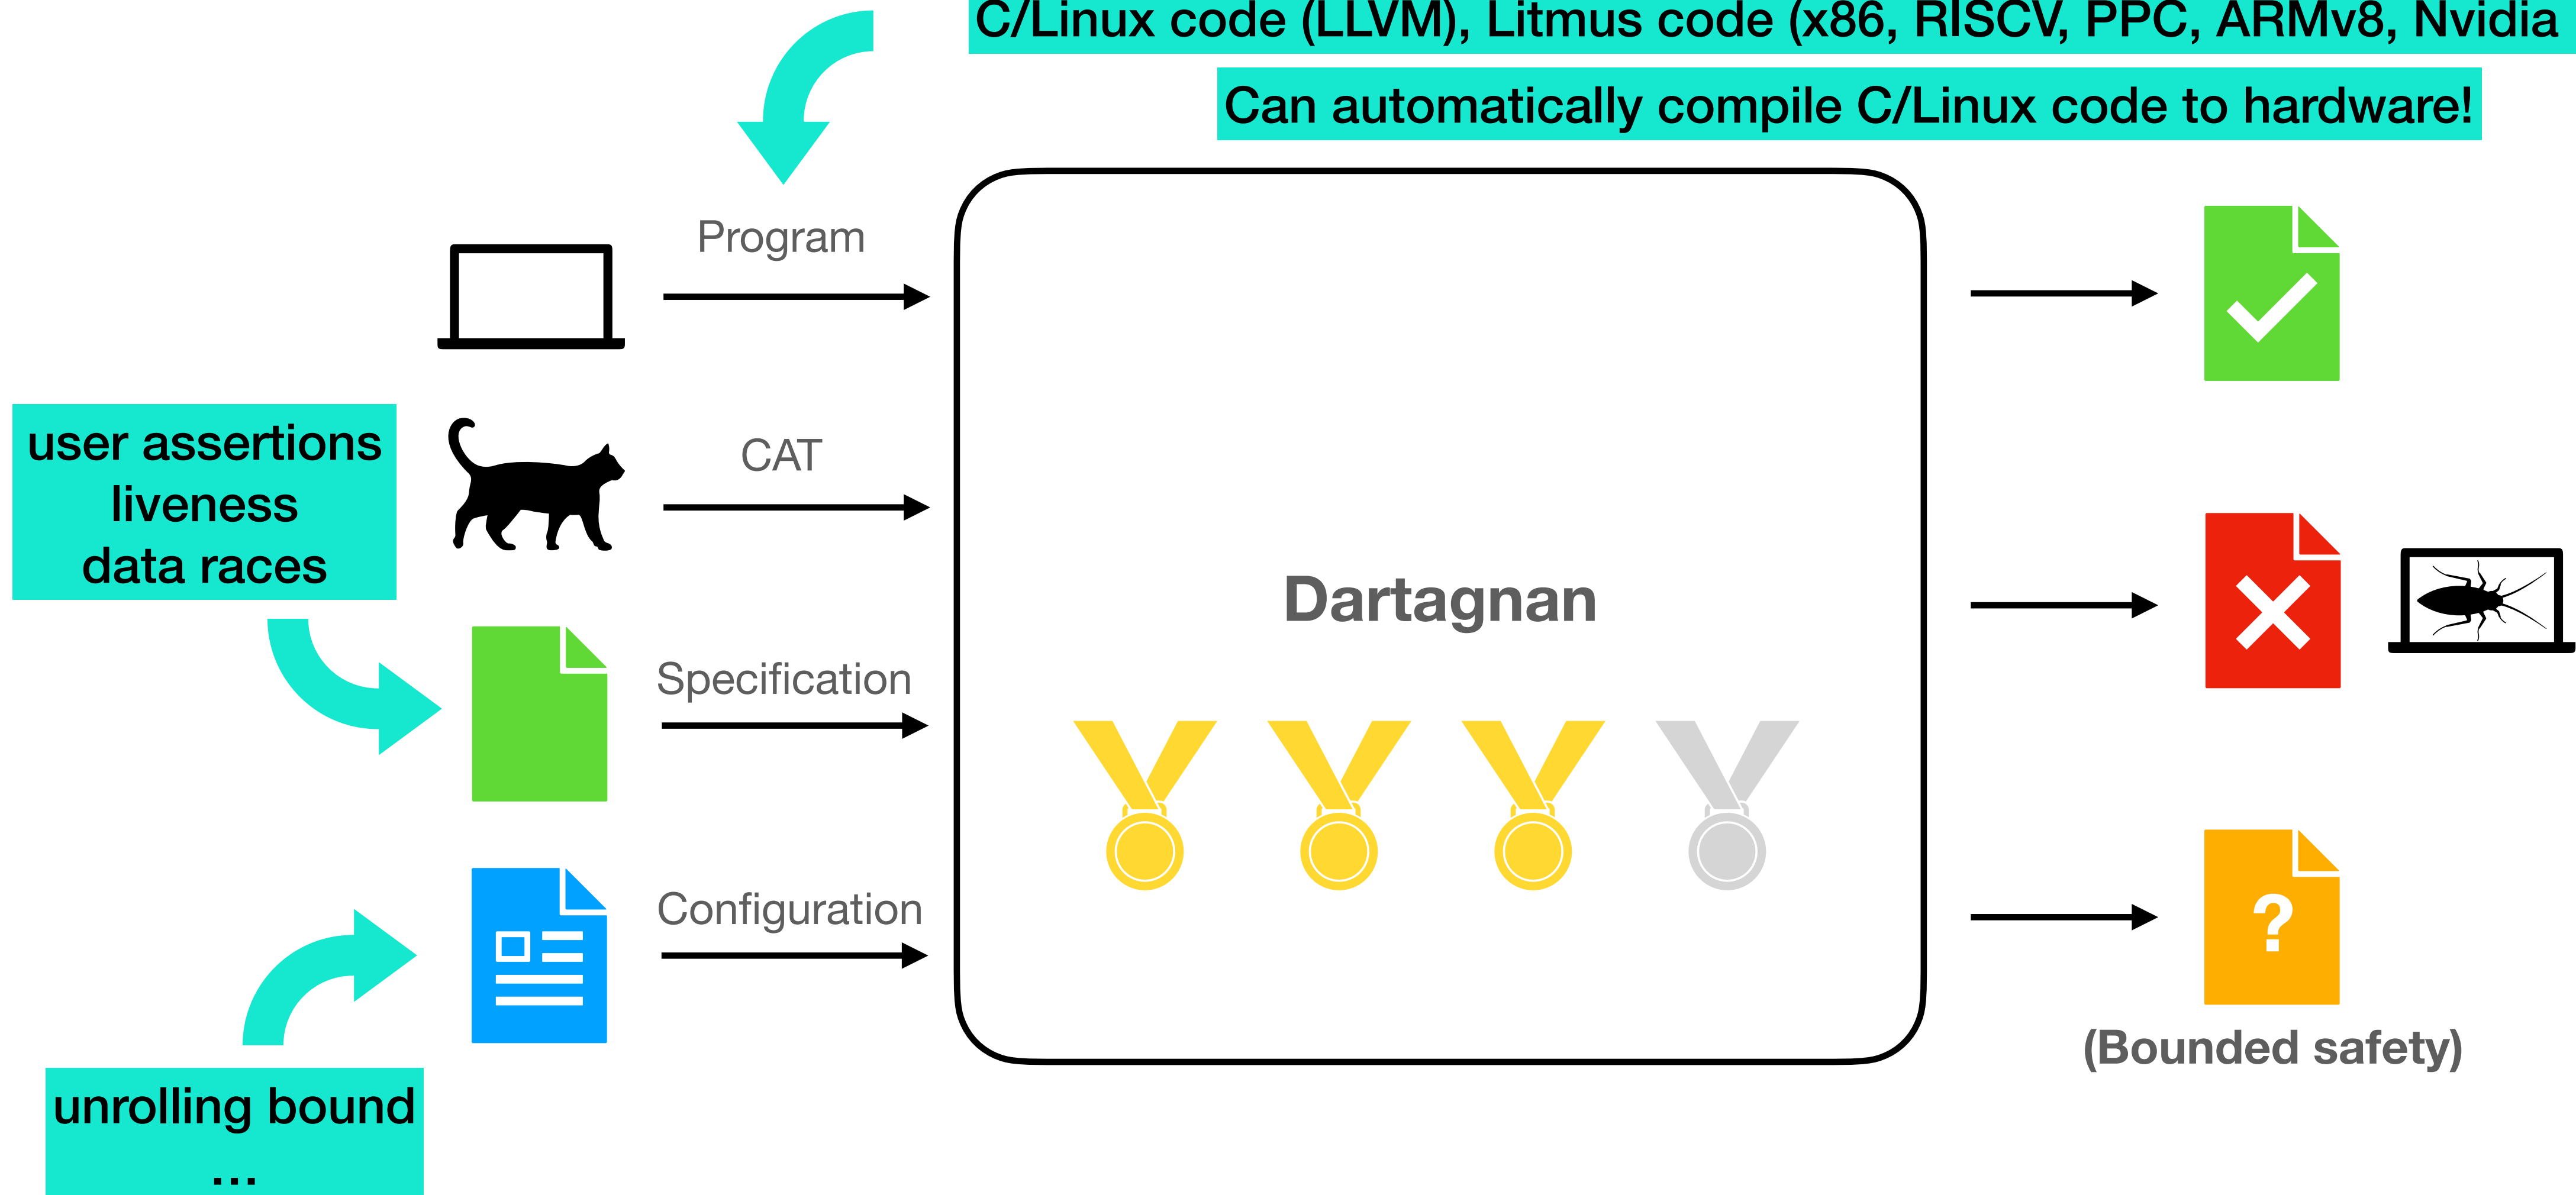 C/Linux code (LLVM), Litmus code (x86, RISCV, PPC, ARMv8, Nvidia
Can automatically compile C/Linux code to hardware!
Program
CAT
user assertions
liveness
data races
Dartagnan
Specification
Configuration
?
(Bounded safety)
unrolling bound
...